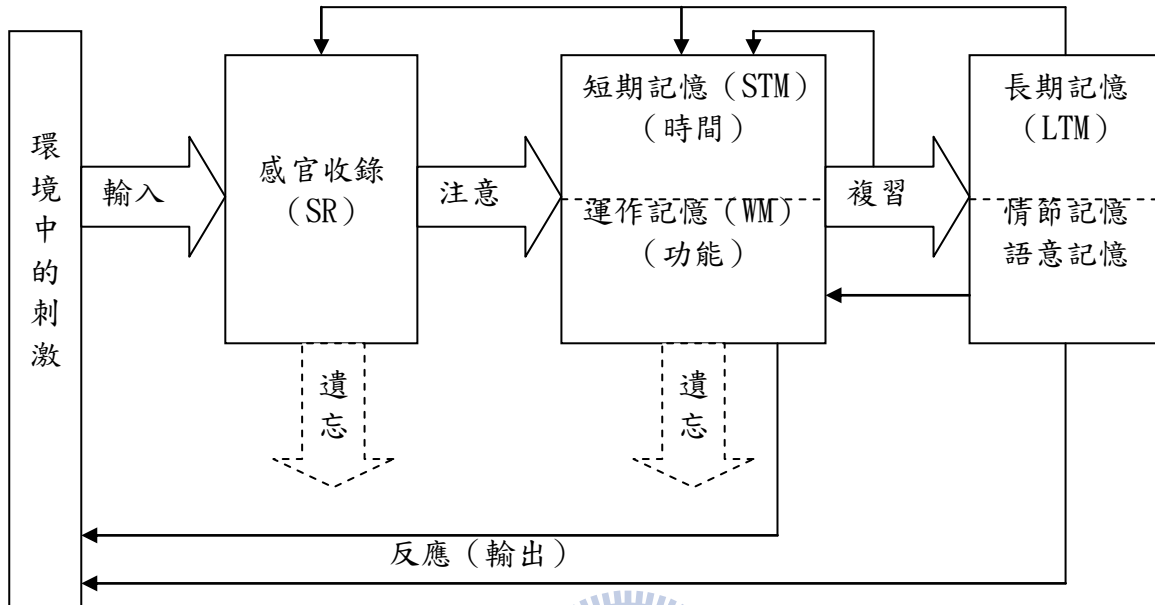 環境中的刺激
輸入
感官收錄
（SR）
注意
短期記憶（STM）
（時間）
運作記憶（WM）
（功能）
複習
長期記憶
（LTM）
情節記憶
語意記憶
遺忘
遺忘
反應（輸出）